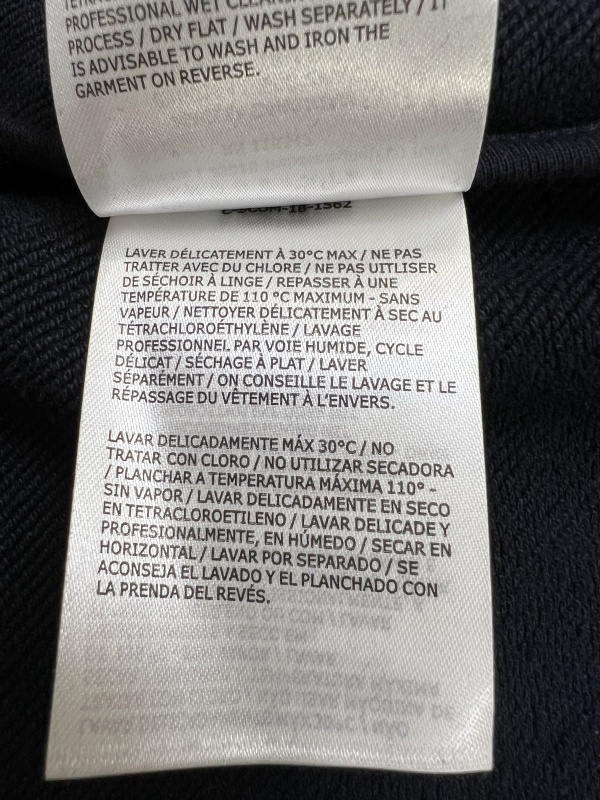 PROFESSIONAL WET
PROCESS / DRY FLAT / WASH SEPARATELY / IT
IS ADVISABLE TO WASH AND IRON THE
GARMENT ON REVERSE.
LAVER DÉLICATEMENT À 30°C MAX / NE PAS
TRAITER AVEC DU CHLORE / NE PAS UITLISER
DE SÉCHOIR À LINGE / REPASSER À UNE
TEMPÉRATURE DE 110 °C MAXIMUM - SANS
VAPEUR / NETTOYER DÉLICATEMENT À SEC AU
TÉTRACHLOROÉTHYLÈNE / LAVAGE
PROFESSIONNEL PAR VOIE HUMIDE, CYCLE
DÉLICAT / SÉCHAGE À PLAT / LAVER
SÉPARÉMENT / ON CONSEILLE LE LAVAGE ET LE
RÉPASSAGE DU VÊTEMENT À L'ENVERS.
LAVAR DELICADAMENTE MÁX 30°C / NO
TRATAR CON CLORO / NO UTILIZAR SECADORA
/ PLANCHAR A TEMPERATURA MÁXIMA 110° -
SIN VAPOR / LAVAR DELICADAMENTE EN SECO
EN TETRACLOROETILENO / LAVAR DELICADE Y
PROFESIONALMENTE, EN HÚMEDO / SECAR EN
HORIZONTAL / LAVAR POR SEPARADO / SE
ACONSEJA EL LAVADO Y EL PLANCHADO CON
LA PRENDA DEL REVÉS.